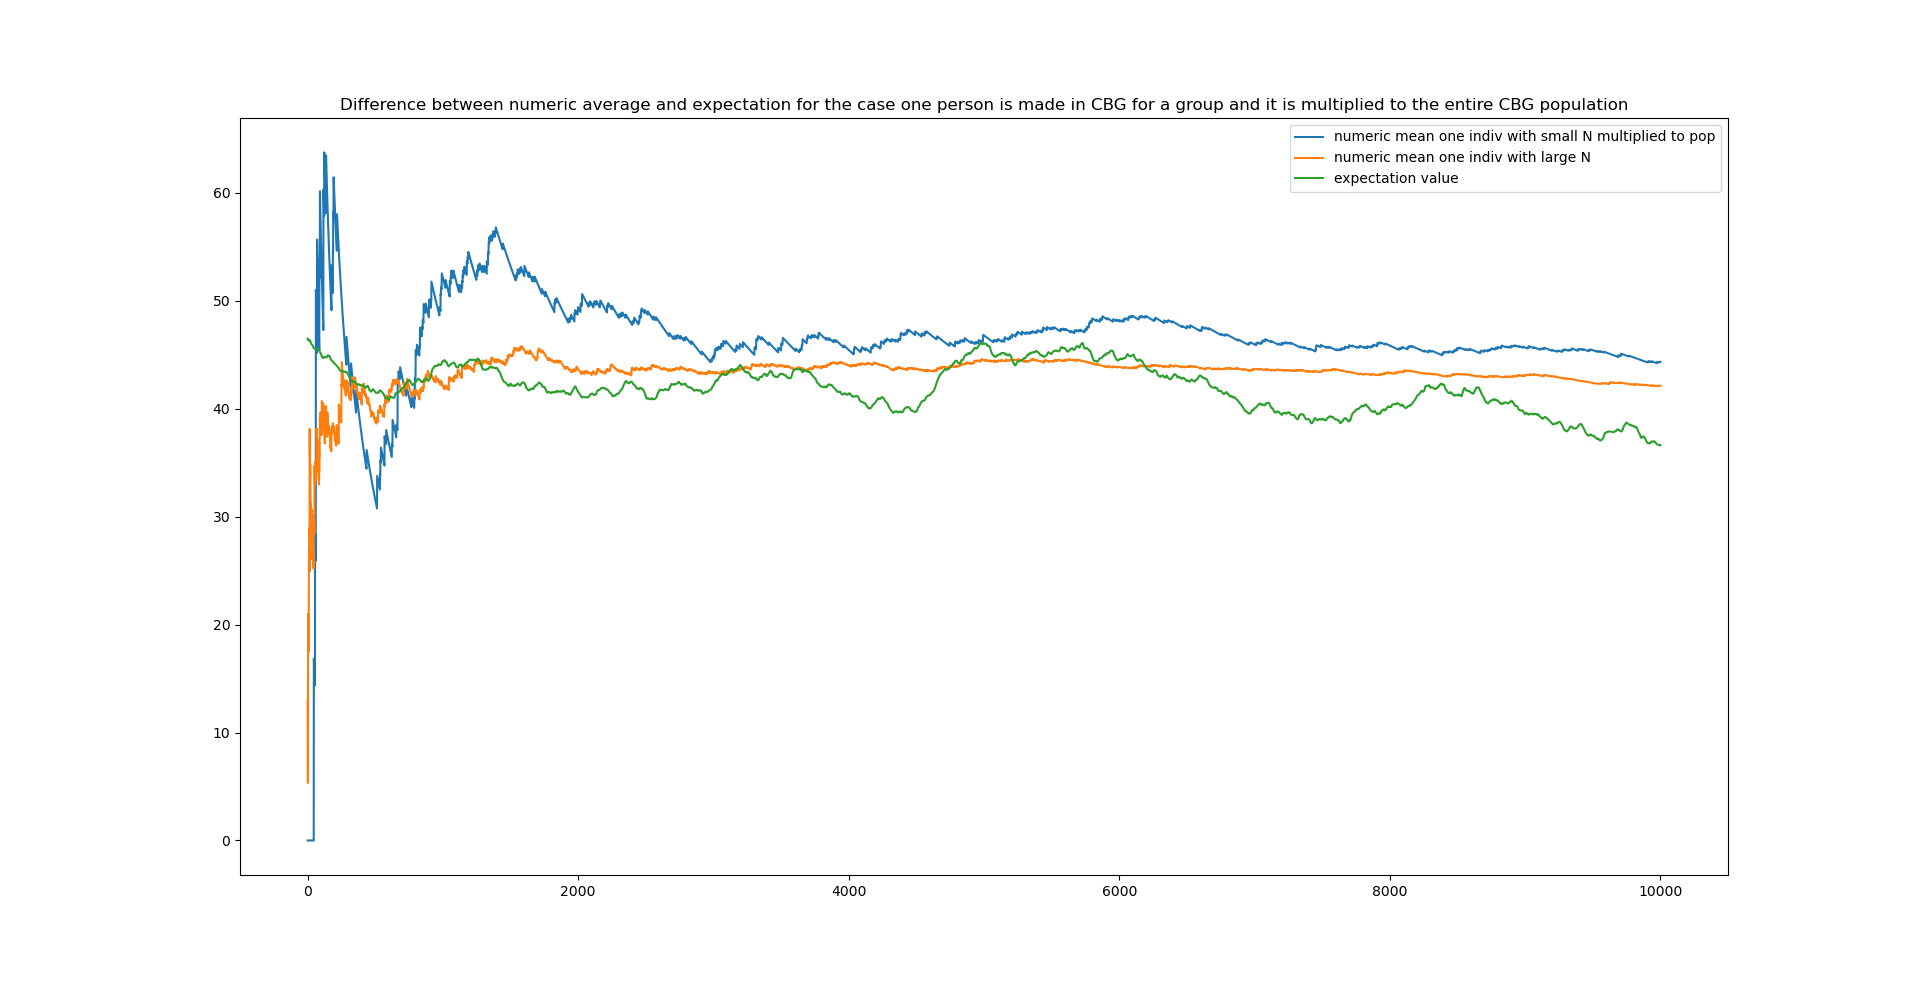 Difference between numeric average and expectation for the case one person is made in CBG for a group and it is multiplied to the entire CBG population
numeric mean one indiv with small N multiplied to pop
numeric mean one indiv with large N
expectation value
60
50
40
30
20
10
0
0 2000 4000 6000 8000 10000